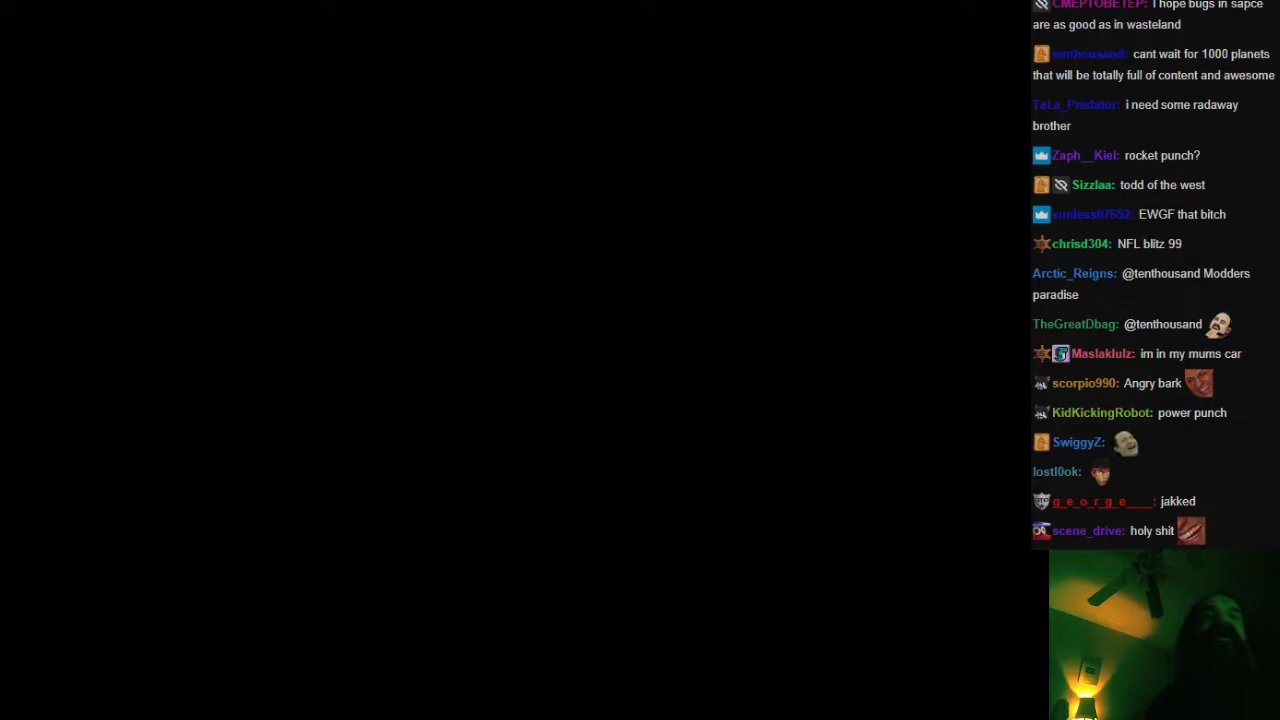 CMEPTOBETEP: I hope bugs in sapce
are as good as in wasteland
tenthousand: cant wait for 1000 planets
that will be totally full of content and awesome
TaLa_Predator: i need some radaway
brother
Zaph__Kiel: rocket punch?
Sizzlaa: todd of the west
sunless07652: EWGF that bitch
chrisd304: NFL blitz 99
Arctic_Reigns: @tenthousand Modders
paradise
TheGreatDbag: @tenthousand
Maslaklulz: im in my mums car
scorpio990: Angry bark
KidKickingRobot: power punch
SwiggyZ:
lostl0ok:
g_e_o_r_g_e____: jakked
scene_drive: holy shit